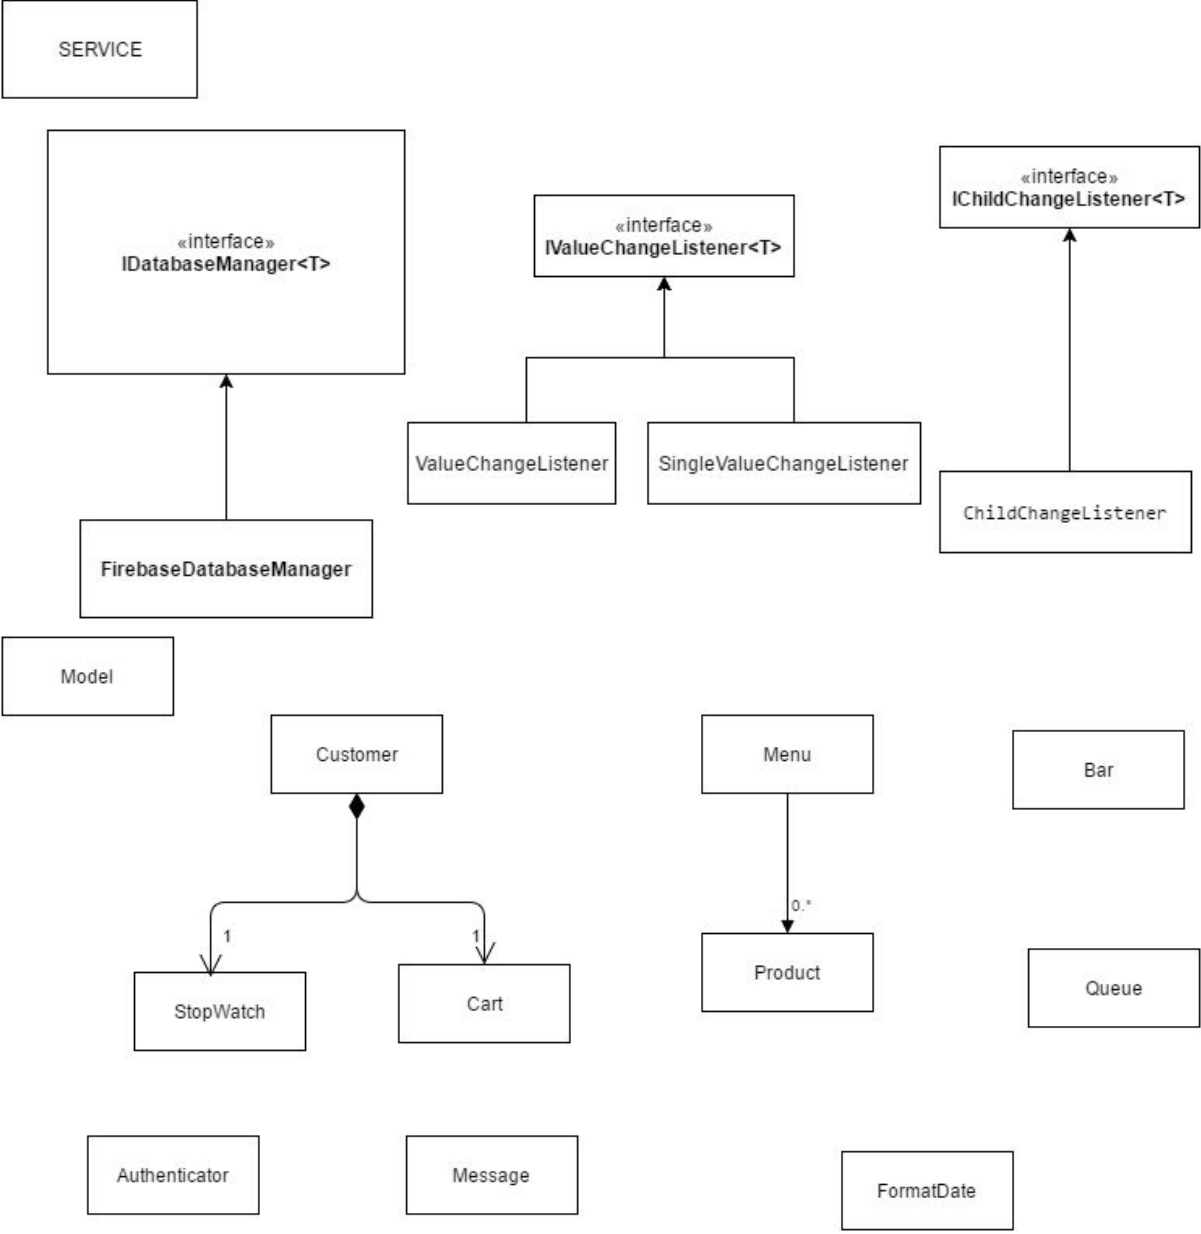 SERVICE
«interface»
IDatabaseManager<T>
«interface»
IValueChangeListener<T>
«interface»
IChildChangeListener<T>
ValueChangeListener
SingleValueChangeListener
ChildChangeListener
FirebaseDatabaseManager
Model
Customer
Menu
Bar
1
1
0.*
StopWatch
Cart
Product
Queue
Authenticator
Message
FormatDate